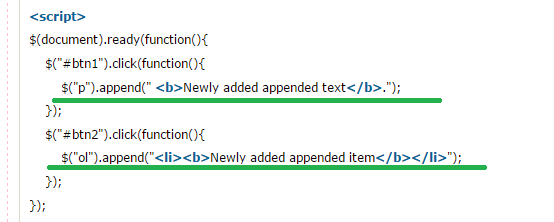 <script>
$(document).ready(function(){
$("#btn1").click(function(){
$("p").append(" <b>Newly added appended text</b>.");
});
$("#btn2").click(function(){
$("ol").append("<li><b>Newly added appended item</b></li>");
});
});